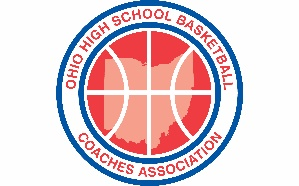 OHIO HIGH SCHOOL BASKETBALL
COACHES ASSOCIATION